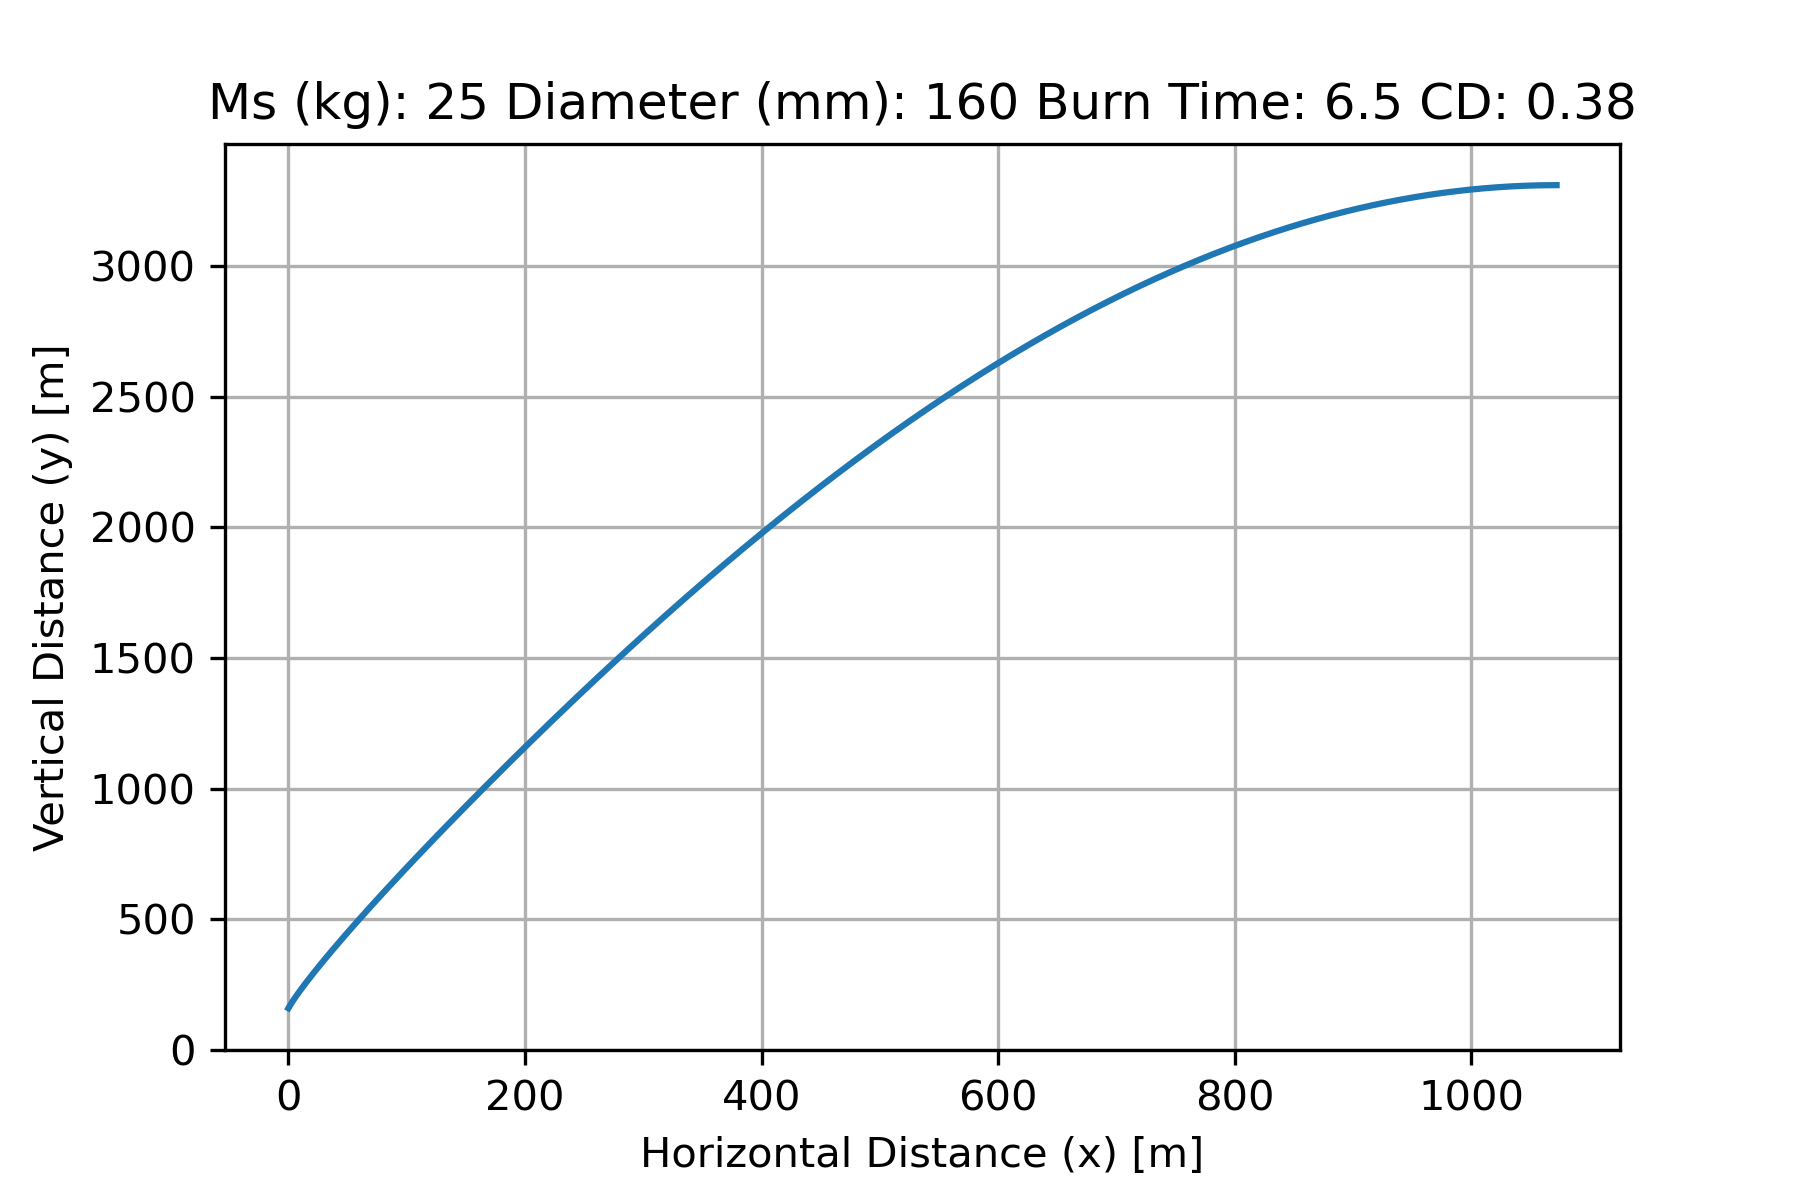 Ms (kg): 25 Diameter (mm): 160 Burn Time: 6.5 CD: 0.38
Vertical Distance (y) [m]
3000
2500
2000
1500
1000
500
0
0 200 400 600 800 1000
Horizontal Distance (x) [m]